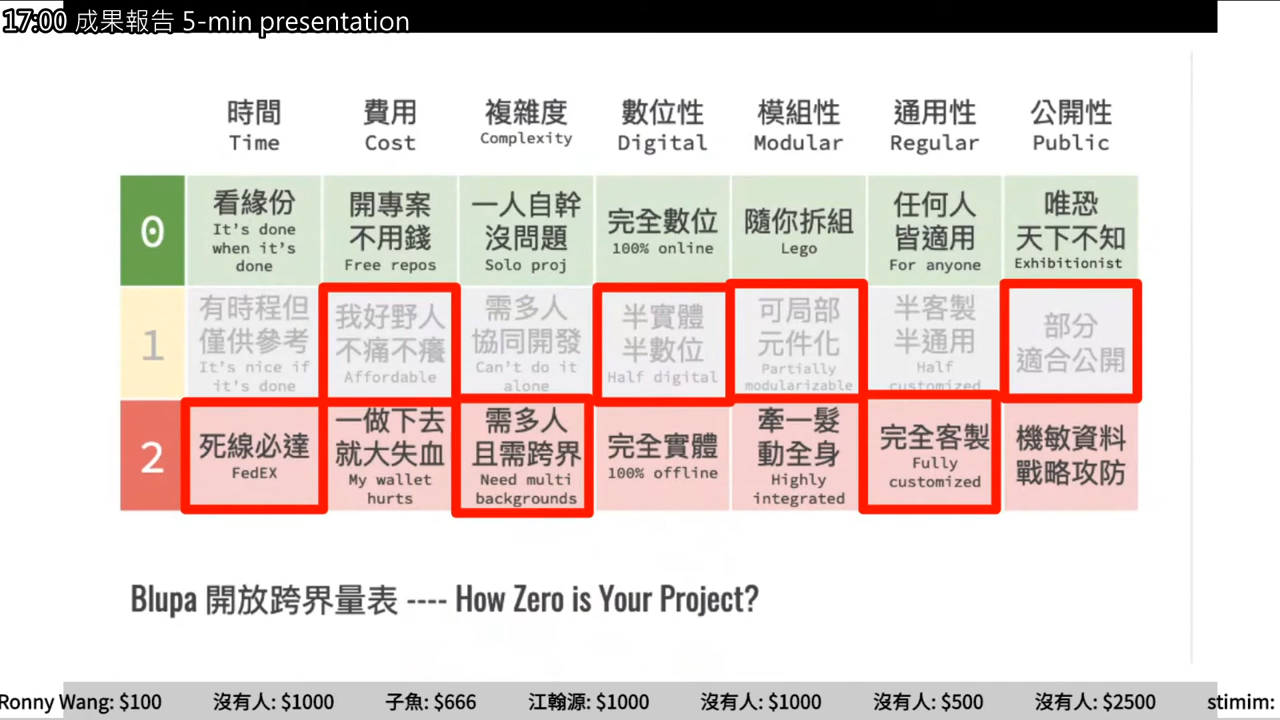 17:00 成果報告 5-min presentation
時間
Time
費用
Cost
複雜度
Complexity
數位性
Digital
模組性
Modular
通用性
Regular
公開性
Public
0
看緣份
It's done
when it's
done
開專案
不用錢
Free repos
一人自幹
沒問題
Solo proj
完全數位
100% online
隨你拆組
Lego
任何人
皆適用
For anyone
唯恐
天下不知
Exhibitionist
1
有時程但
僅供參考
It's nice if
it's done
我好野人
不痛不癢
Affordable
需多人
協同開發
Can't do it
alone
半實體
半數位
Half digital
可局部
元件化
Partially
modularizable
半客製
半通用
Half
customized
部分
適合公開
2
死線必達
FedEX
一做下去
就大失血
My wallet
hurts
需多人
且需跨界
Need multi
backgrounds
完全實體
100% offline
牽一髮
動全身
Highly
integrated
完全客製
Fully
customized
機敏資料
戰略攻防
Blupa 開放跨界量表 ---- How Zero is Your Project?
Ronny Wang: $100 沒有人: $1000 子魚: $666 江翰源: $1000 沒有人: $1000 沒有人: $500 沒有人: $2500 stimim: